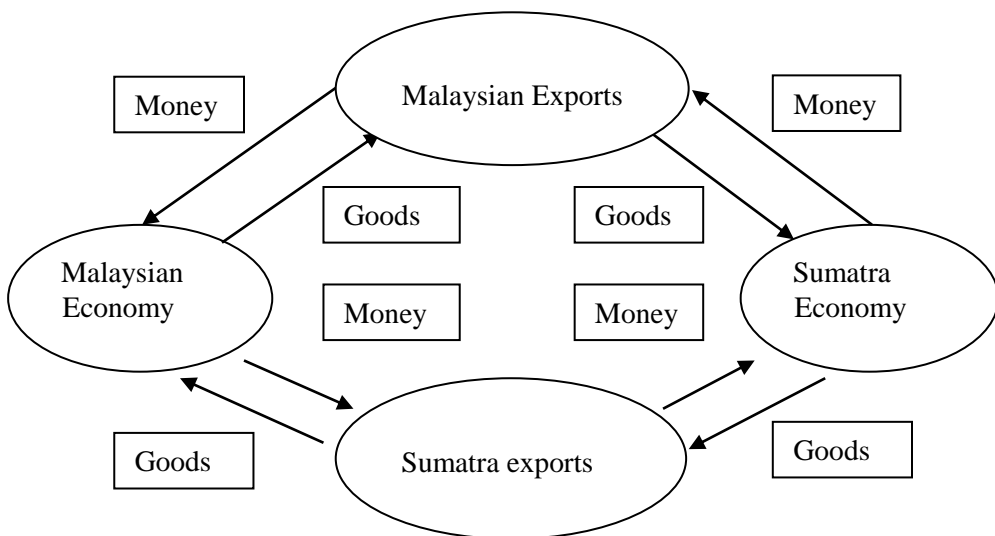 Malaysian Exports
Money
Money
Goods
Goods
Malaysian
Economy
Sumatra
Economy
Money
Money
Goods
Sumatra exports
Goods